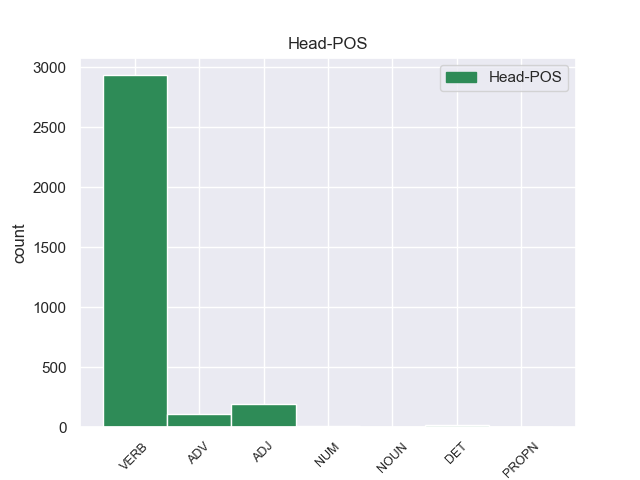 Head-POS
Head-POS
3000
2500
2000
1500
1000
500
0
count
VERB
ADV
ADJ
NUM
NOUN
DET
PROPN